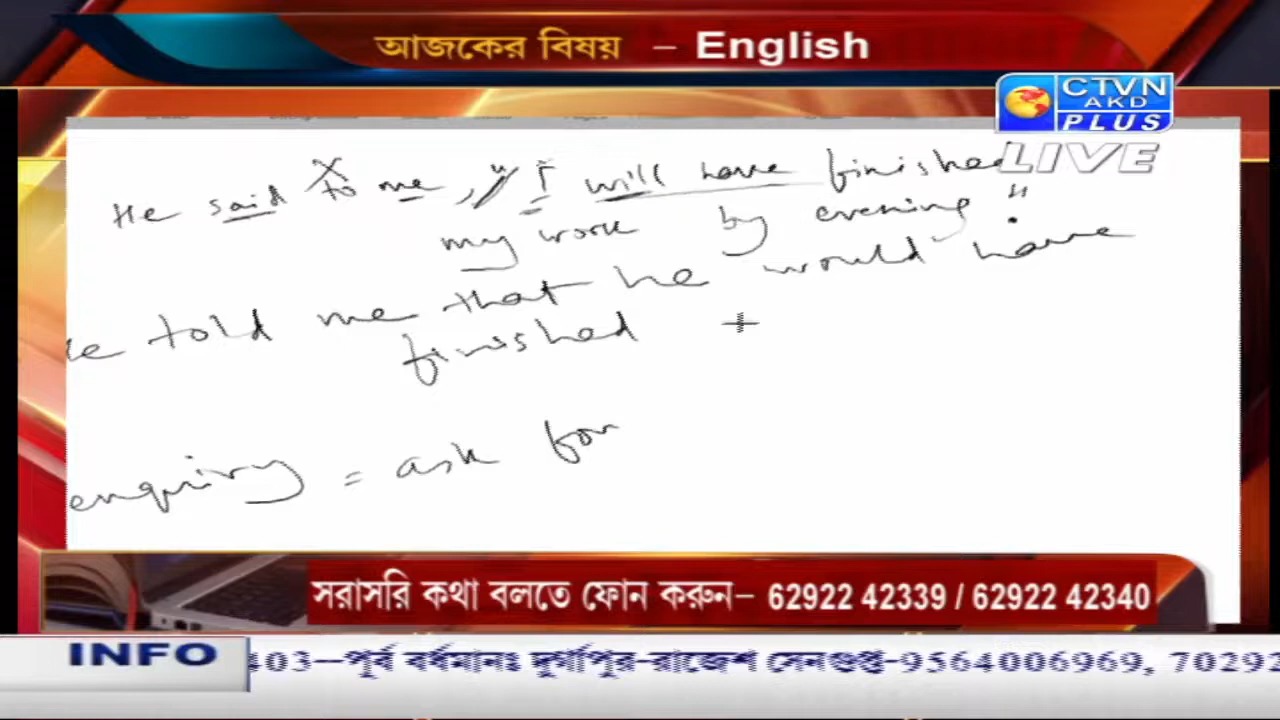 আজকের বিষয় – English
CTVN
AKD
PLUS
LIVE
He said to me, " I will have finished
my work by evening ".
le told me that he would have
finished
enquiry = ask for
সরাসরি কথা বলতে ফোন করুন– 62922 42339 / 62922 42340
INFO
403--পূর্ব বর্ধমানঃ দুর্গাপুর-রাজেশ সেনগুপ্ত-9564006969, 70292